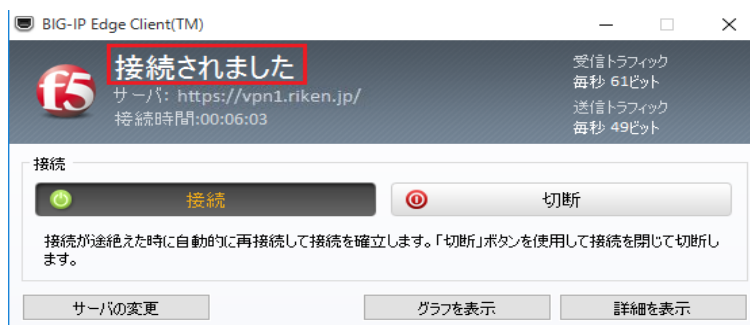 BIG-IP Edge Client(TM)
f5
接続されました
サーバ: https://vpn1.riken.jp/
接続時間:00:06:03
受信トラフィック
毎秒 61ビット
送信トラフィック
毎秒 49ビット
接続
接続
切断
接続が途絶えた時に自動的に再接続して接続を確立します。「切断」ボタンを使用して接続を閉じて切断し
ます。
サーバの変更
グラフを表示
詳細を表示